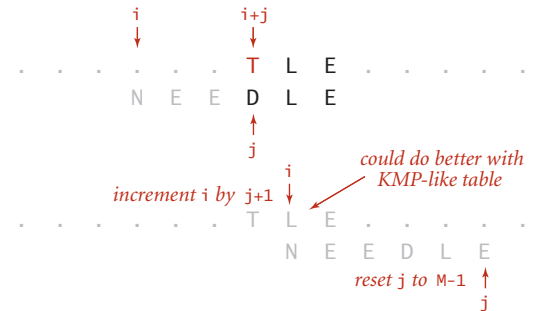 i i+j
. . . . . . T L E . . . . .
N E E D L E
j
could do better with
KMP-like table
i
increment i by j+1
. . . . . . T L E . . . . .
N E E D L E
reset j to M-1
j